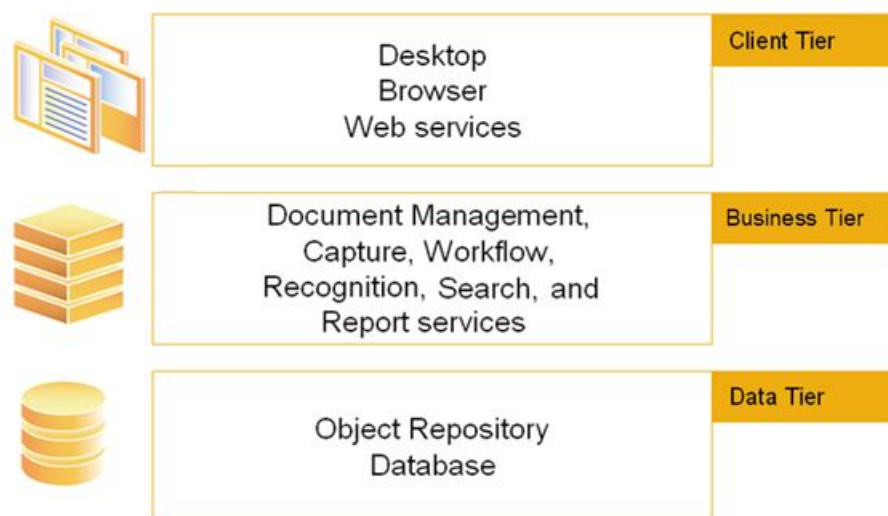 Desktop
Browser
Web services
Client Tier
Document Management,
Capture, Workflow,
Recognition, Search, and
Report services
Business Tier
Object Repository
Database
Data Tier